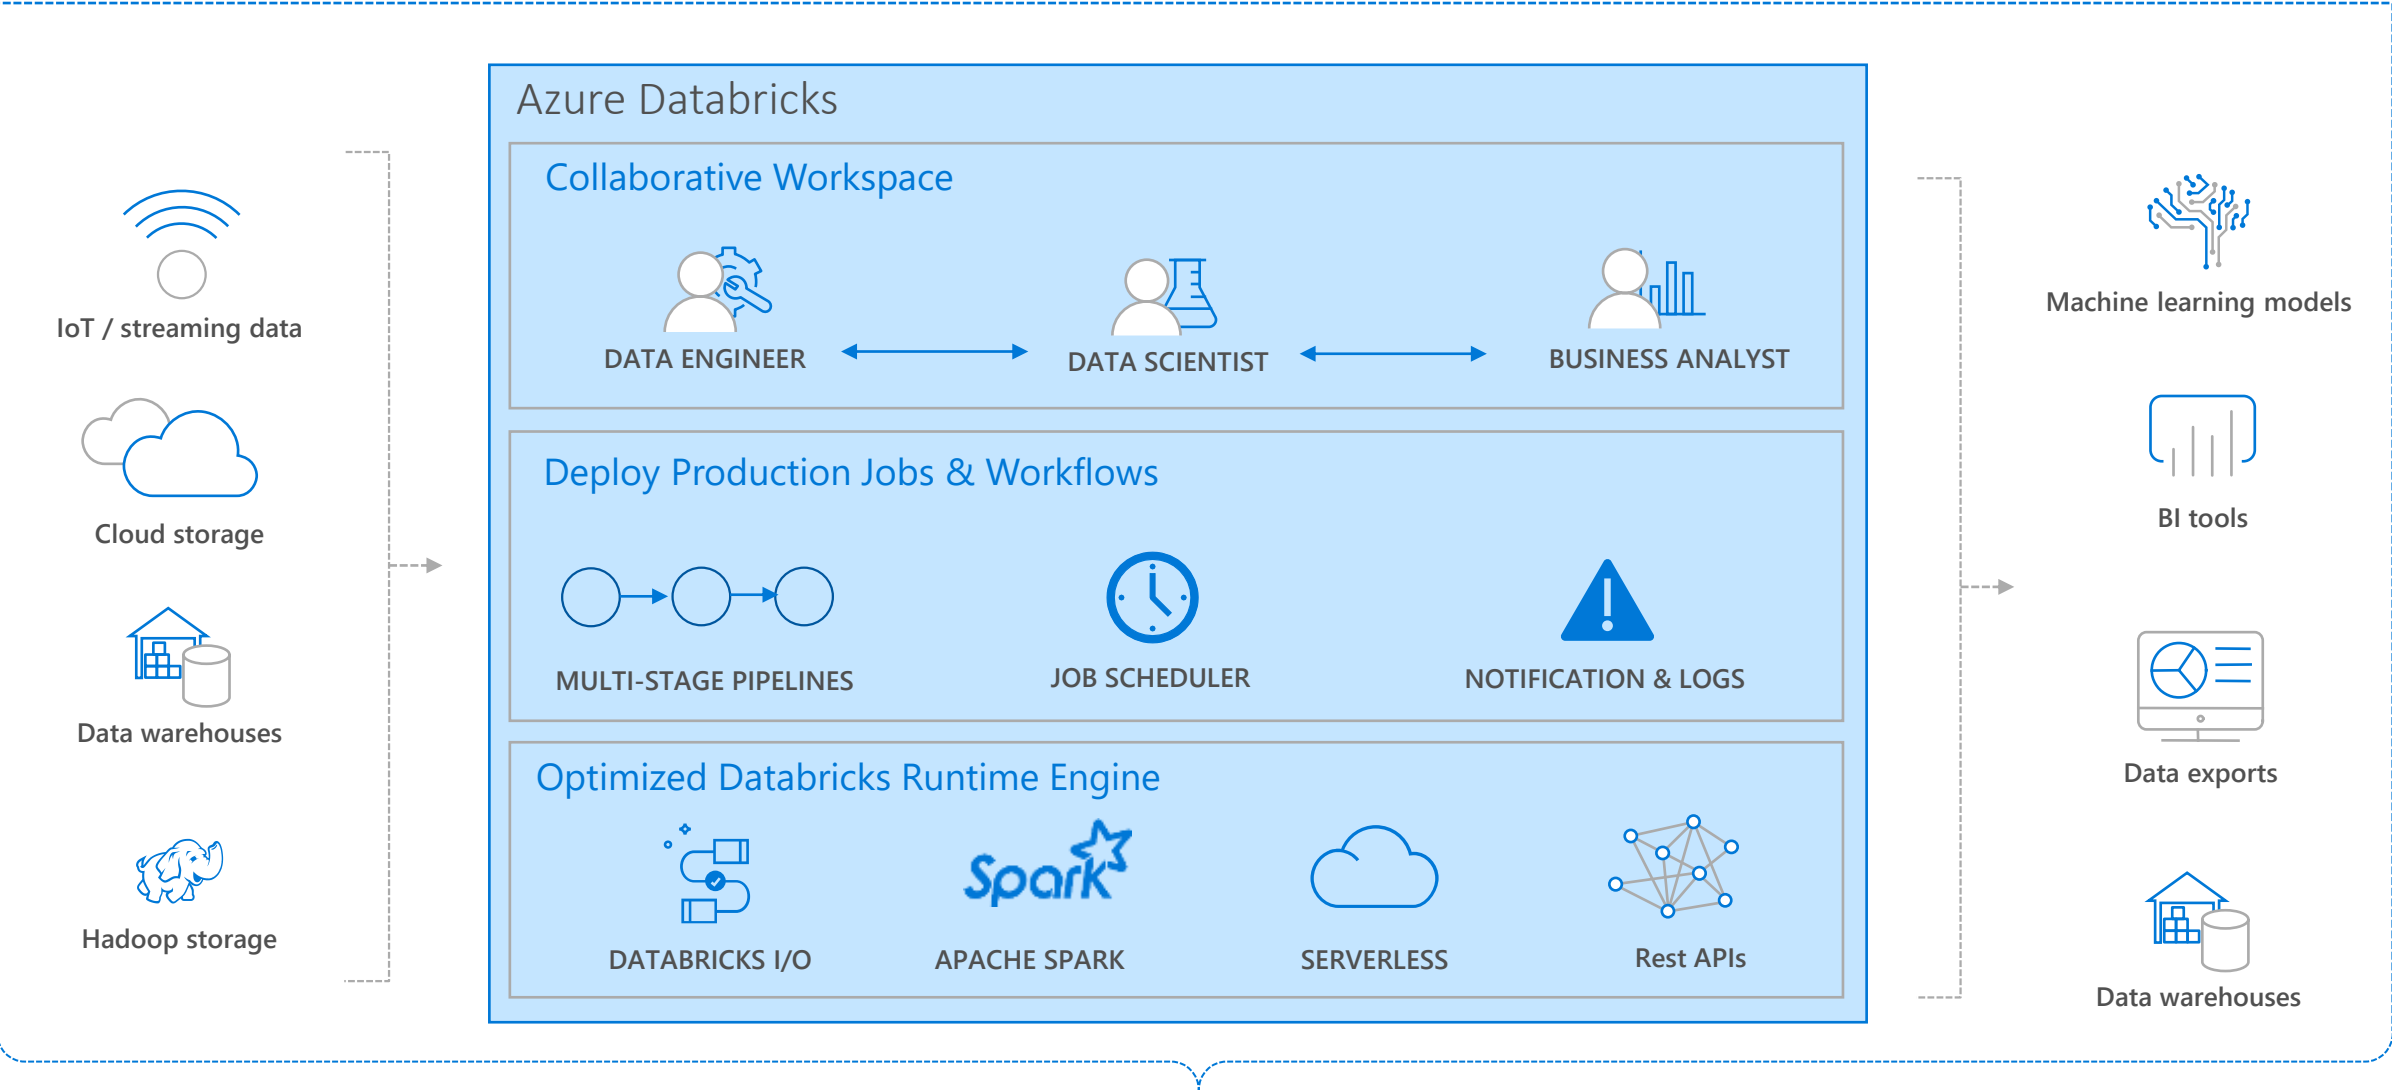 Azure Databricks
Collaborative Workspace
DATA ENGINEER
DATA SCIENTIST
BUSINESS ANALYST
Deploy Production Jobs & Workflows
MULTI-STAGE PIPELINES
JOB SCHEDULER
NOTIFICATION & LOGS
Optimized Databricks Runtime Engine
Spark
DATABRICKS I/O
APACHE SPARK
SERVERLESS
Rest APIs
IoT / streaming data
Cloud storage
Data warehouses
Hadoop storage
Machine learning models
BI tools
Data exports
Data warehouses